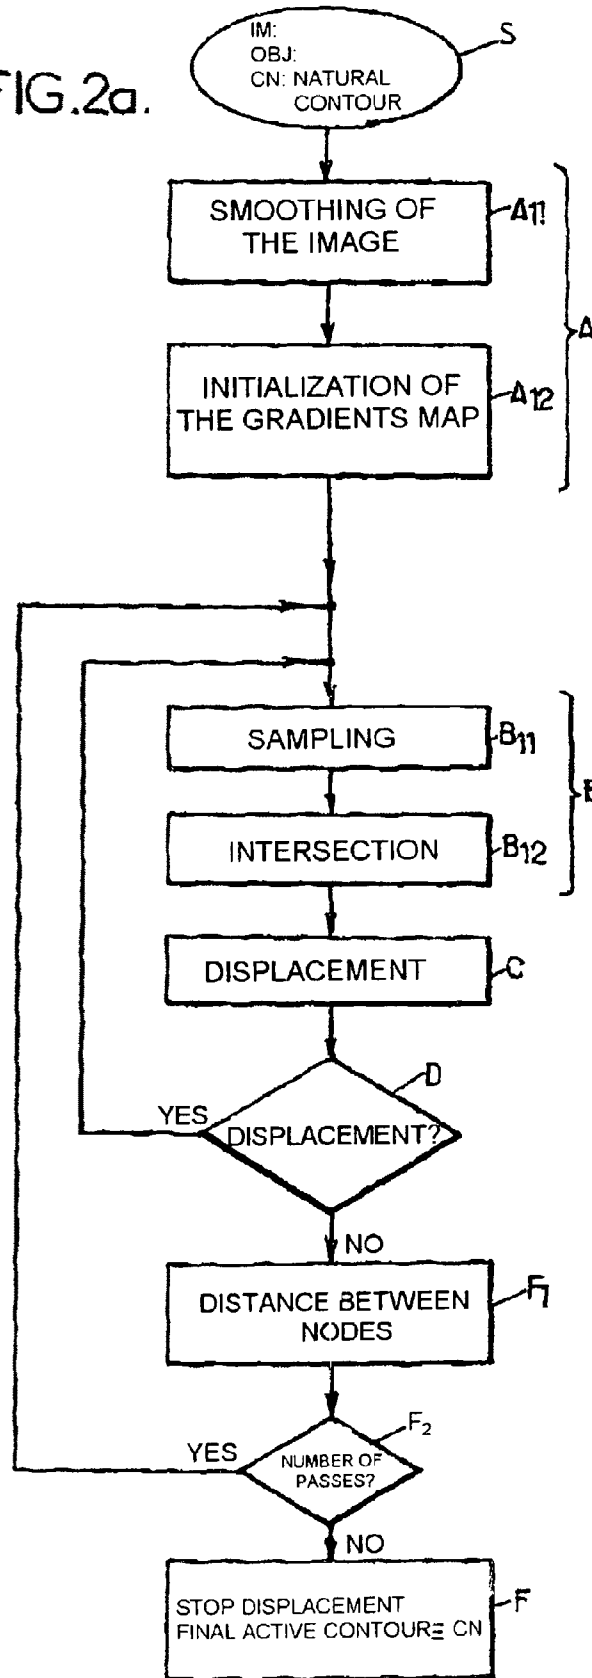 FIG.2a.
IM:
OBJ:
CN: NATURAL
CONTOUR
S
SMOOTHING OF
THE IMAGE
A11
A
INITIALIZATION OF
THE GRADIENTS MAP
A12
SAMPLING
B11
B
INTERSECTION
B12
DISPLACEMENT
C
D
YES
DISPLACEMENT?
NO
DISTANCE BETWEEN
NODES
F1
F2
YES
NUMBER OF
PASSES?
NO
STOP DISPLACEMENT
FINAL ACTIVE CONTOUR≡ CN
F